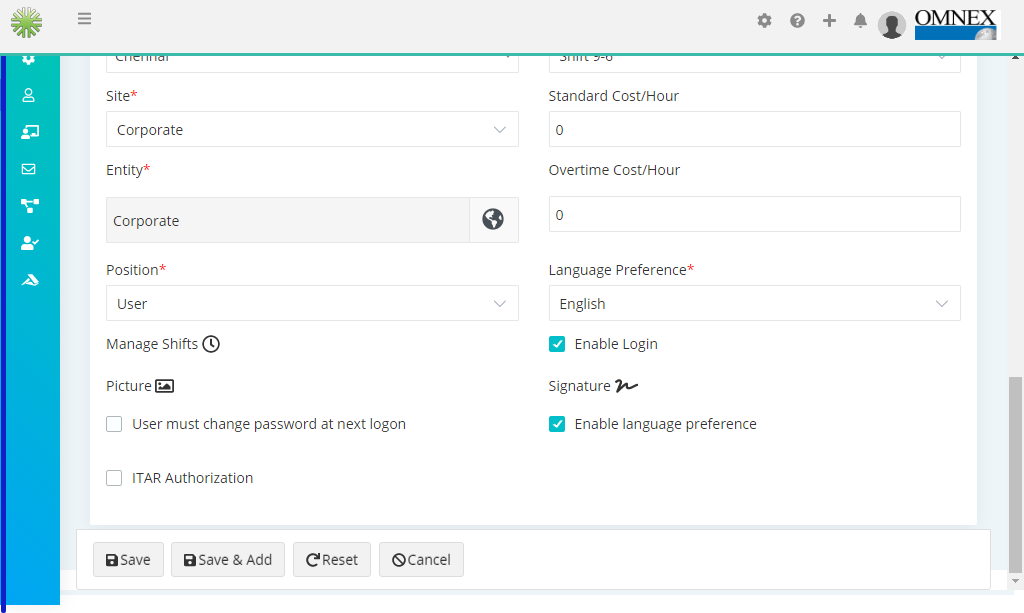 OMNEX
Chennai
Shift 9-6
Site*
Standard Cost/Hour
Corporate
0
Entity*
Overtime Cost/Hour
Corporate
0
Position*
Language Preference*
User
English
Manage Shifts
Enable Login
Picture
Signature
User must change password at next logon
Enable language preference
ITAR Authorization
Save
Save & Add
Reset
Cancel